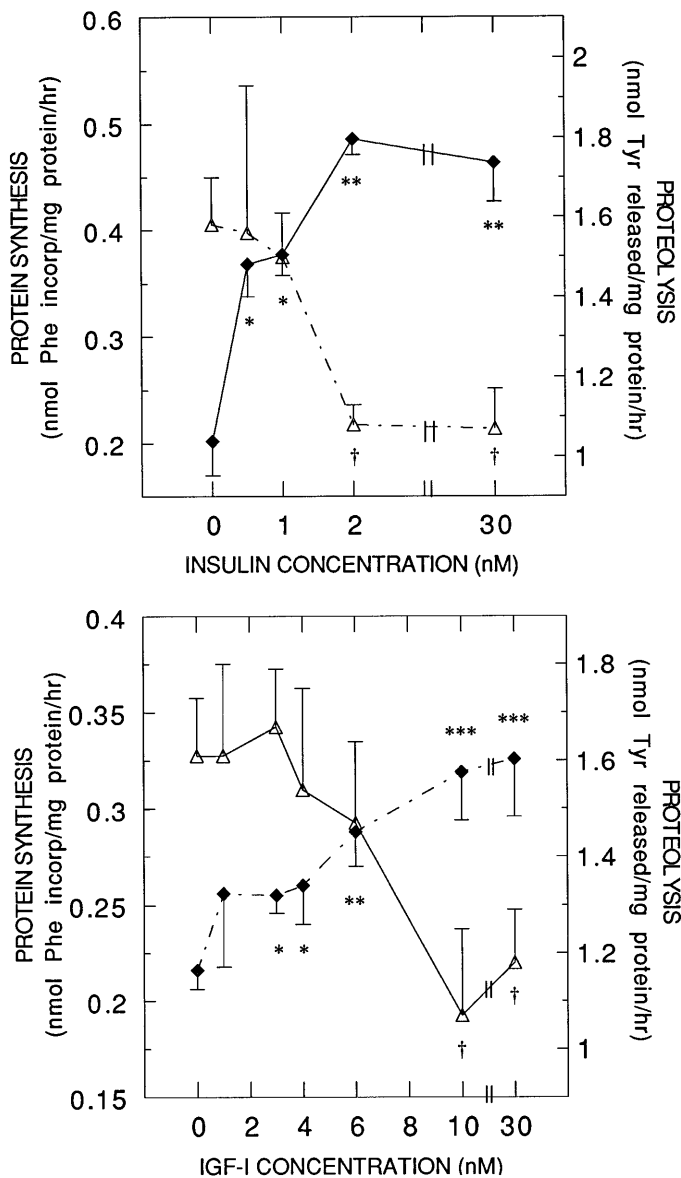 0.6
0.5
0.4
0.3
0.2
PROTEIN SYNTHESIS
(nmol Phe incorp/mg protein/hr)
2
1.8
1.6
1.4
1.2
1
PROTEOLYSIS
(nmol Tyr released/mg protein/hr)
*
*
**
**
†
†
0 1 2 30
INSULIN CONCENTRATION (nM)
0.4
0.35
0.3
0.25
0.2
0.15
PROTEIN SYNTHESIS
(nmol Phe incorp/mg protein/hr)
1.8
1.6
1.4
1.2
1
PROTEOLYSIS
(nmol Tyr released/mg protein/hr)
* *
**
***
***
†
†
0 2 4 6 8 10 30
IGF-I CONCENTRATION (nM)